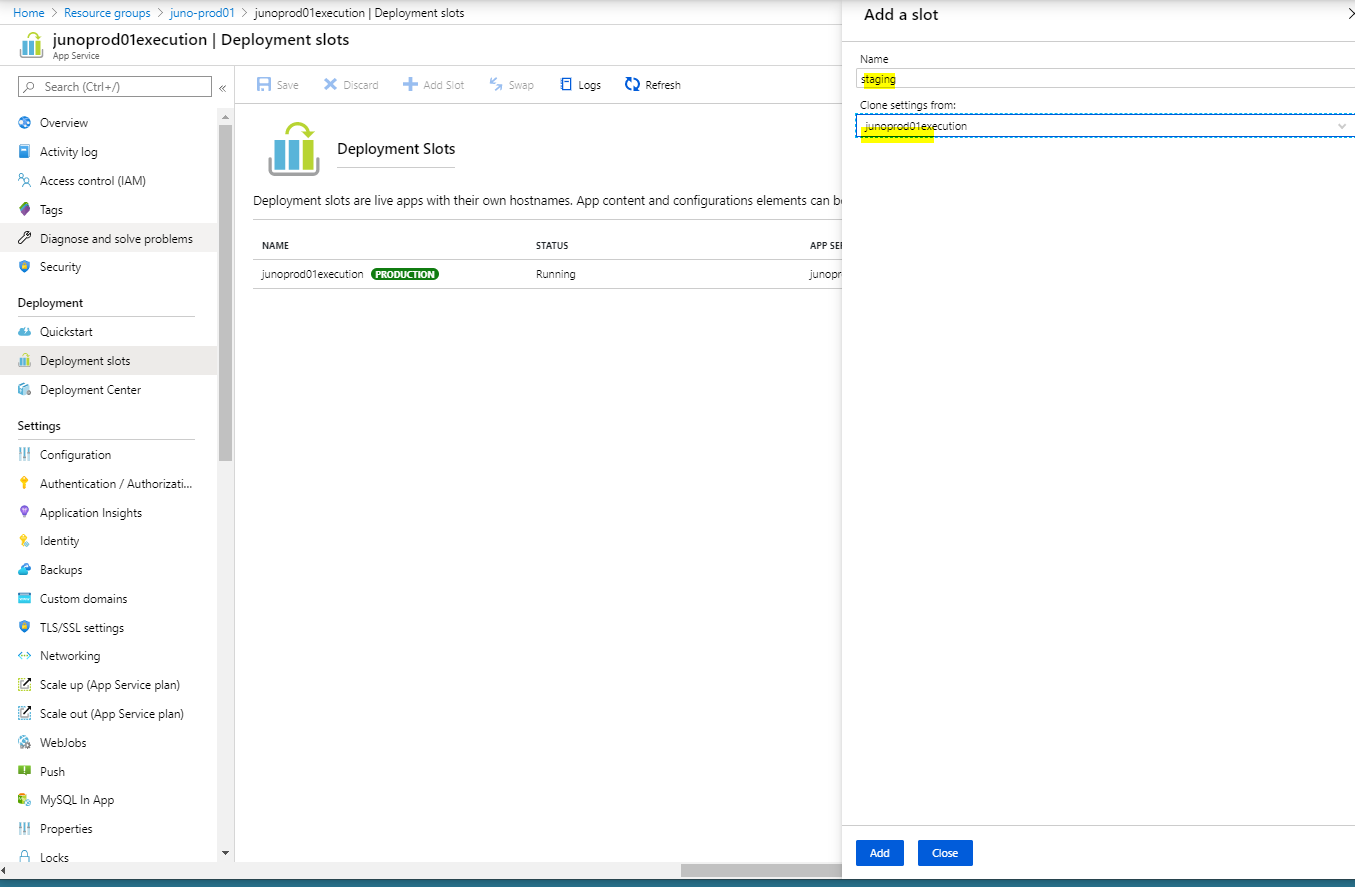 Home > Resource groups > juno-prod01 > junoprod01execution | Deployment slots
junoprod01execution | Deployment slots
App Service
Search (Ctrl+/)
«
Overview
Activity log
Access control (IAM)
Tags
Diagnose and solve problems
Security
Deployment
Quickstart
Deployment slots
Deployment Center
Settings
Configuration
Authentication / Authorizati...
Application Insights
Identity
Backups
Custom domains
TLS/SSL settings
Networking
Scale up (App Service plan)
Scale out (App Service plan)
WebJobs
Push
MySQL In App
Properties
Locks
Save Discard Add Slot Swap Logs Refresh
Deployment Slots
Deployment slots are live apps with their own hostnames. App content and configurations elements can b
NAME STATUS APP SE
junoprod01execution PRODUCTION Running junopr
Add a slot
Name
staging
Clone settings from:
junoprod01execution
Add Close